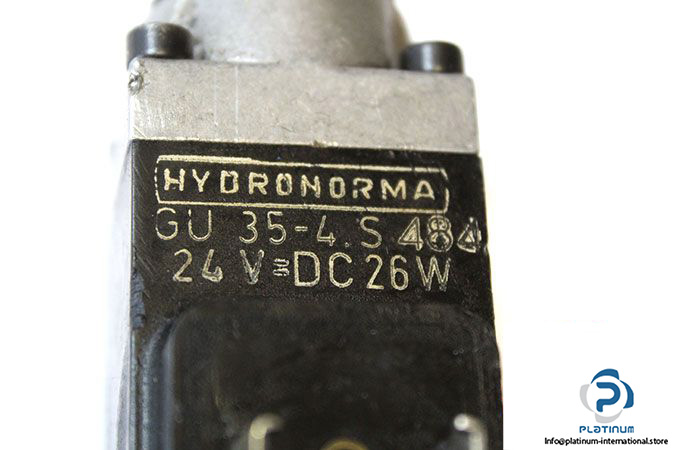 HYDRONORMA
GU 35-4.S 484
24 V DC 26W
PLATINUM
Info@platinum-international.store